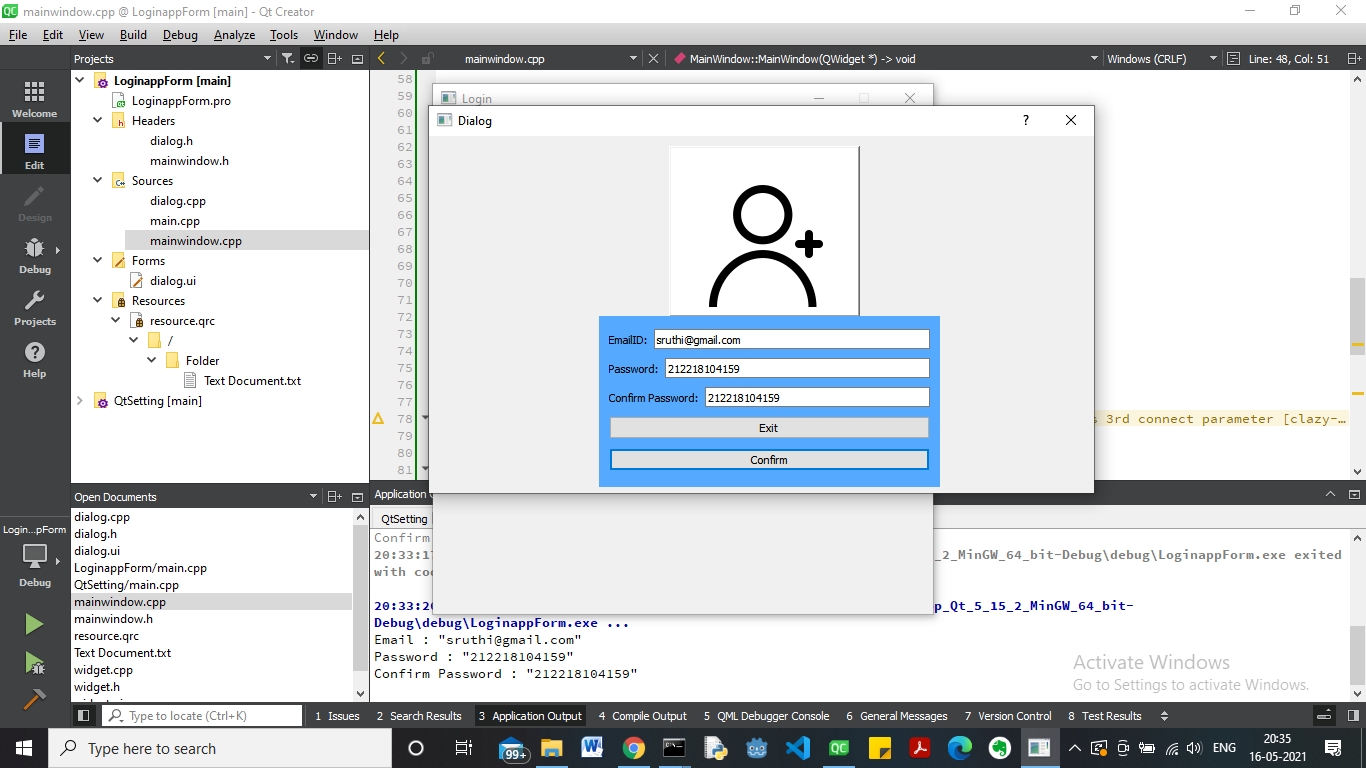 mainwindow.cpp @ LoginappForm [main] - Qt Creator
File Edit View Build Debug Analyze Tools Window Help
Projects
mainwindow.cpp
MainWindow::MainWindow(QWidget *) -> void
Windows (CRLF)
Line: 48, Col: 51
Welcome
Edit
Design
Debug
Projects
Help
LoginappForm [main]
LoginappForm.pro
Headers
dialog.h
mainwindow.h
Sources
dialog.cpp
main.cpp
mainwindow.cpp
Forms
dialog.ui
Resources
resource.qrc
/
Folder
Text Document.txt
QtSetting [main]
58
59
60
61
62
63
64
65
66
67
68
69
70
71
72
73
74
75
76
77
78
79
80
81
Login
Dialog
?
EmailID: sruthi@gmail.com
Password: 212218104159
Confirm Password: 212218104159
Exit
Confirm
s 3rd connect parameter [clazy-…
Open Documents
dialog.cpp
dialog.h
dialog.ui
LoginappForm/main.cpp
QtSetting/main.cpp
mainwindow.cpp
mainwindow.h
resource.qrc
Text Document.txt
widget.cpp
widget.h
Login...pForm
Debug
Application
QtSetting
Confirm
20:33:17 _2_MinGW_64_bit-Debug\debug\LoginappForm.exe exited
with co
20:33:20 p_Qt_5_15_2_MinGW_64_bit-
Debug\debug\LoginappForm.exe ...
Email : "sruthi@gmail.com"
Password : "212218104159"
Confirm Password : "212218104159"
Activate Windows
Go to Settings to activate Windows.
Type to locate (Ctrl+K)
1 Issues 2 Search Results 3 Application Output 4 Compile Output 5 QML Debugger Console 6 General Messages 7 Version Control 8 Test Results
Type here to search
99+
ENG
20:35
16-05-2021